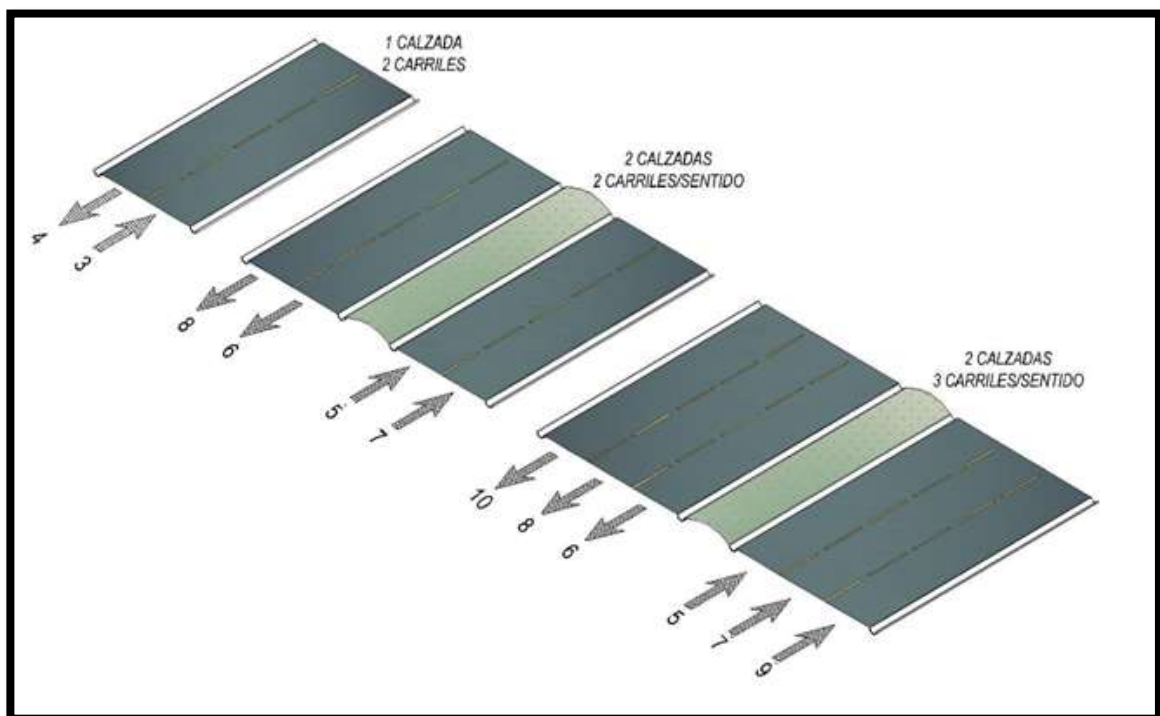 1 CALZADA
2 CARRILES
4
3
2 CALZADAS
2 CARRILES/SENTIDO
8
6
5
7
2 CALZADAS
3 CARRILES/SENTIDO
10
8
6
5
7
9